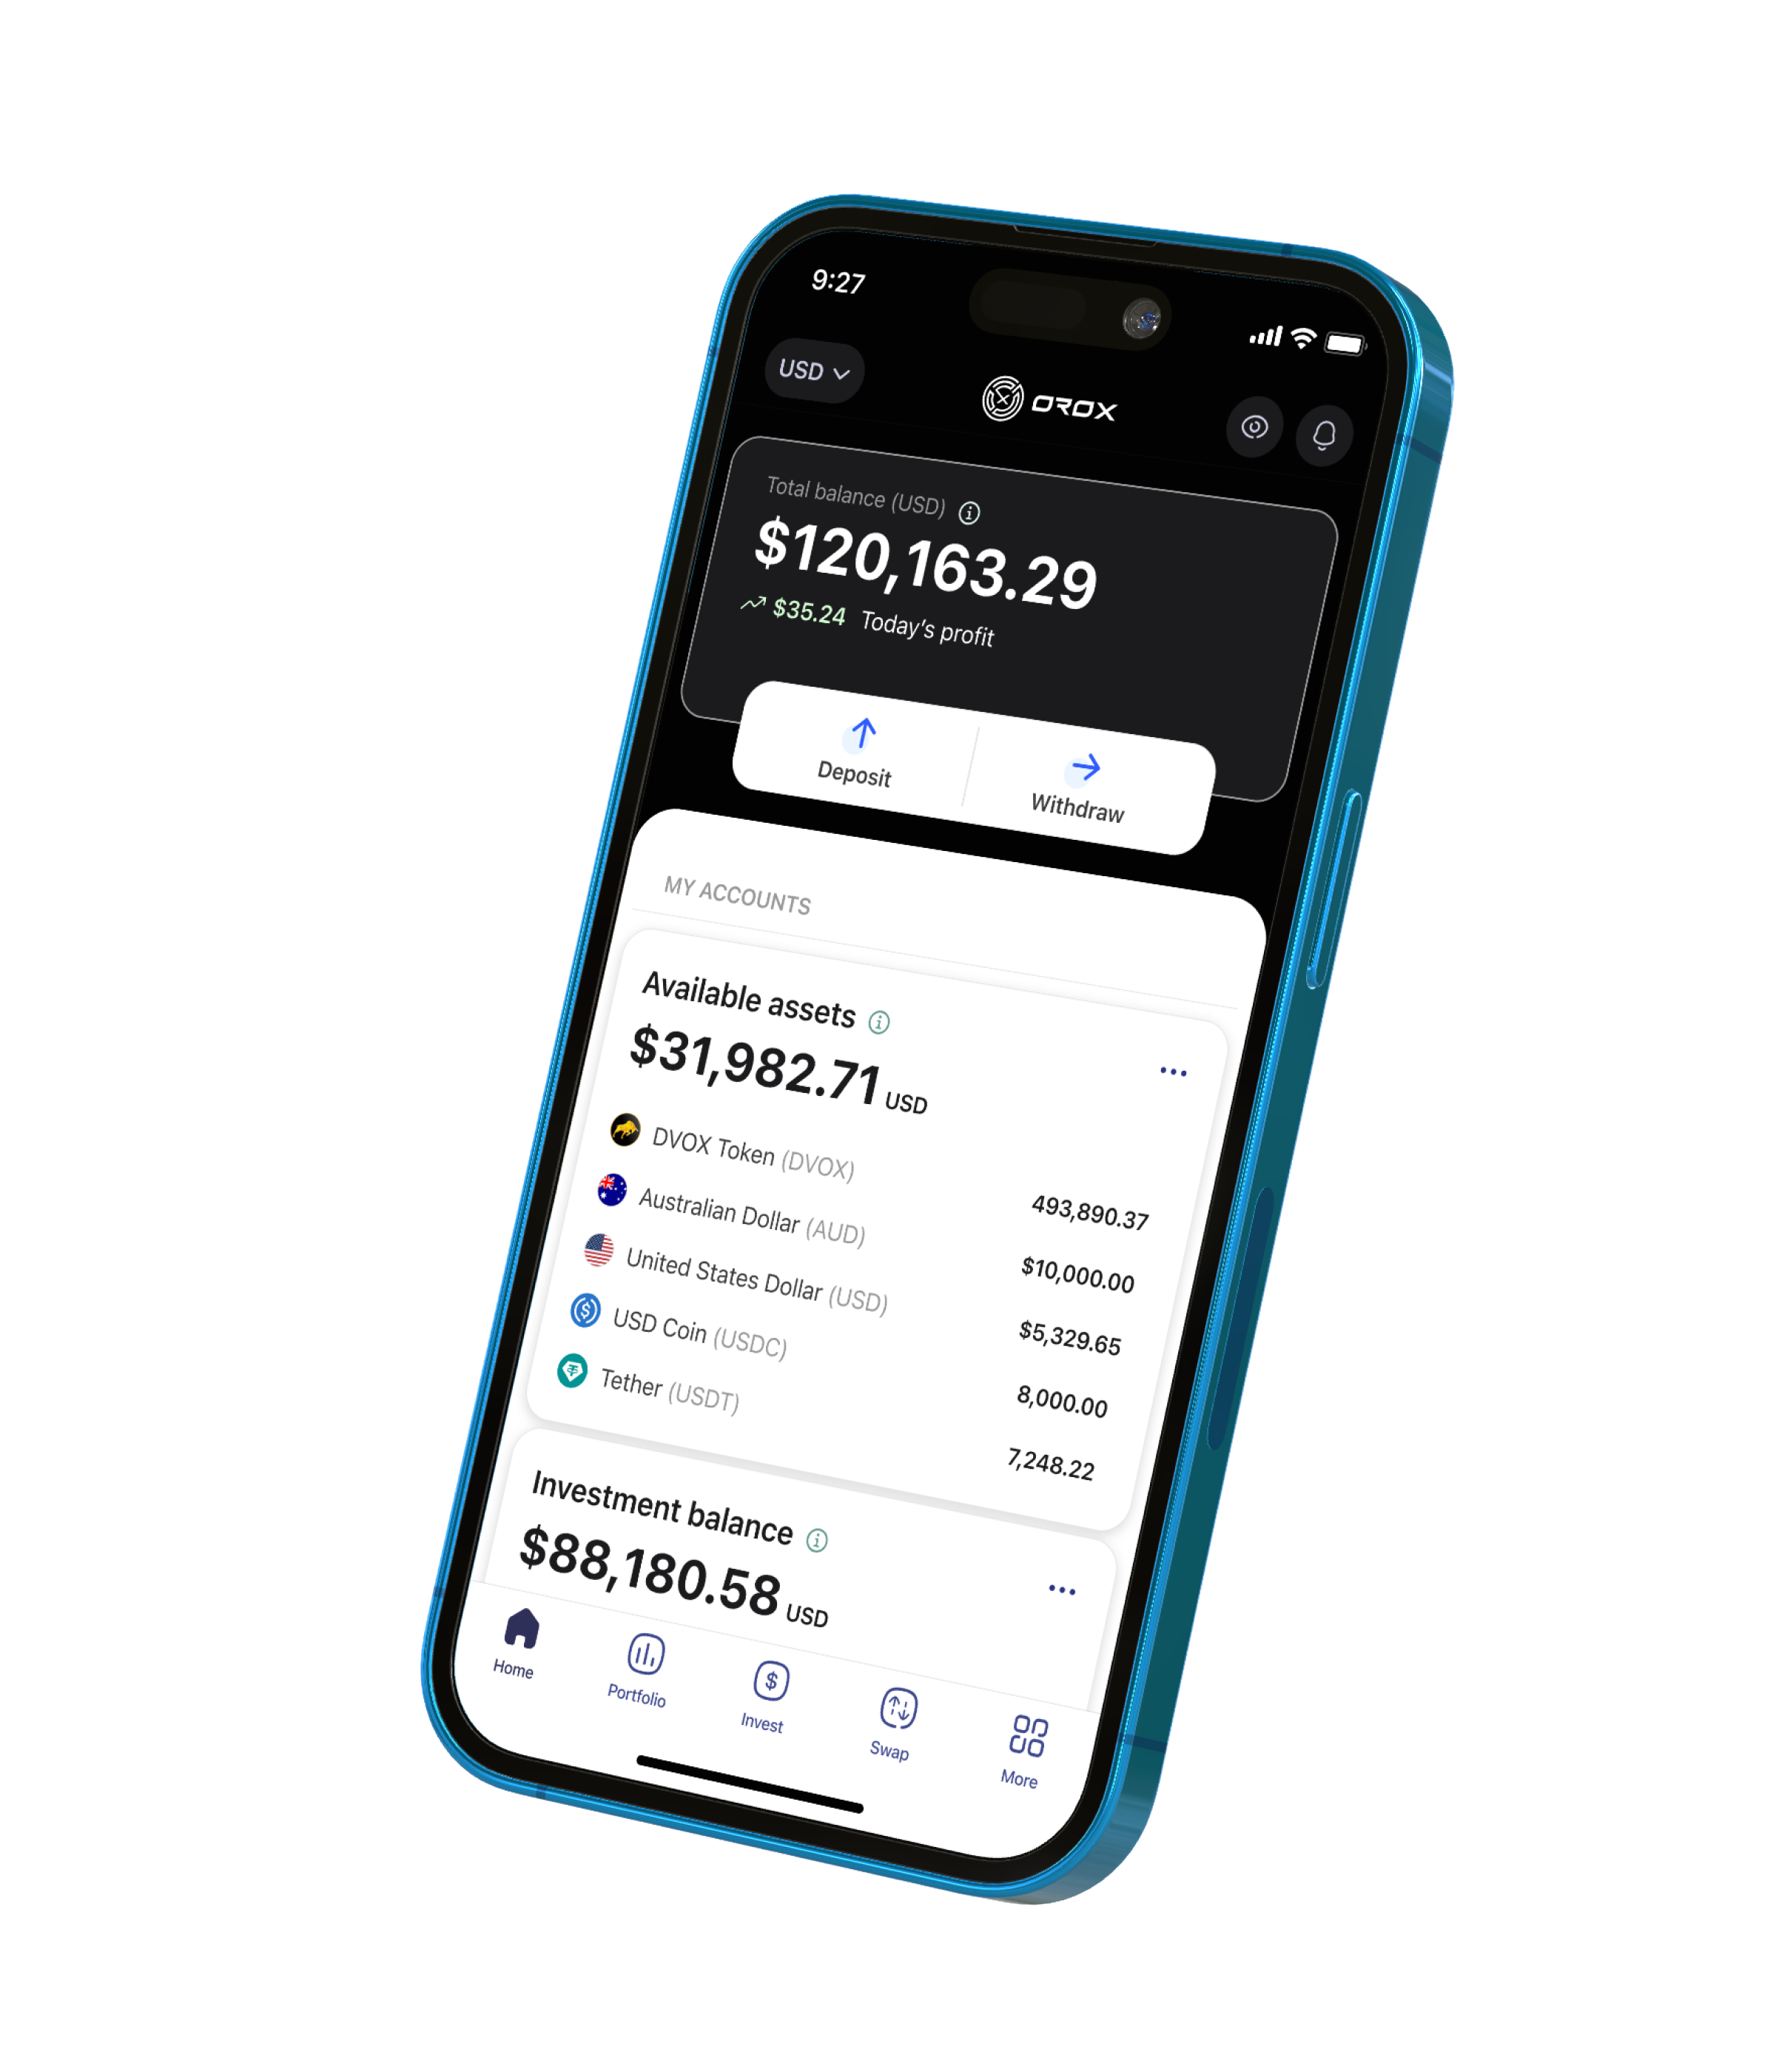 9:27
USD
OROX
Total balance (USD)
$120,163.29
$35.24 Today's profit
Deposit
Withdraw
MY ACCOUNTS
Available assets
$31,982.71 USD
DVOX Token (DVOX) 493,890.37
Australian Dollar (AUD) $10,000.00
United States Dollar (USD) $5,329.65
USD Coin (USDC) 8,000.00
Tether (USDT) 7,248.22
Investment balance
$88,180.58 USD
Home
Portfolio
Invest
Swap
More